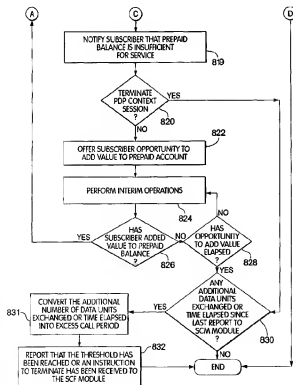 A
C
D
NOTIFY SUBSCRIBER THAT PREPAID
BALANCE IS INSUFFICIENT
FOR SERVICE
819
TERMINATE
PDP CONTEXT
SESSION
?
820
YES
NO
822
OFFER SUBSCRIBER OPPORTUNITY TO
ADD VALUE TO PREPAID ACCOUNT
PERFORM INTERIM OPERATIONS
824
YES
HAS
SUBSCRIBER ADDED
VALUE TO PREPAID
BALANCE
?
826
NO
NO
HAS
OPPORTUNITY
TO ADD VALUE
ELAPSED
?
828
YES
831
CONVERT THE ADDITIONAL
NUMBER OF DATA UNITS
EXCHANGED OR TIME ELAPSED
INTO EXCESS CALL PERIOD
YES
ANY
ADDITIONAL
DATA UNITS
EXCHANGED OR TIME
ELAPSED SINCE
LAST REPORT TO
SCM MODULE
?
830
NO
832
REPORT THAT THE THRESHOLD HAS
BEEN REACHED OR AN INSTRUCTION
TO TERMINATE HAS BEEN RECEIVED TO
THE SCF MODULE
END